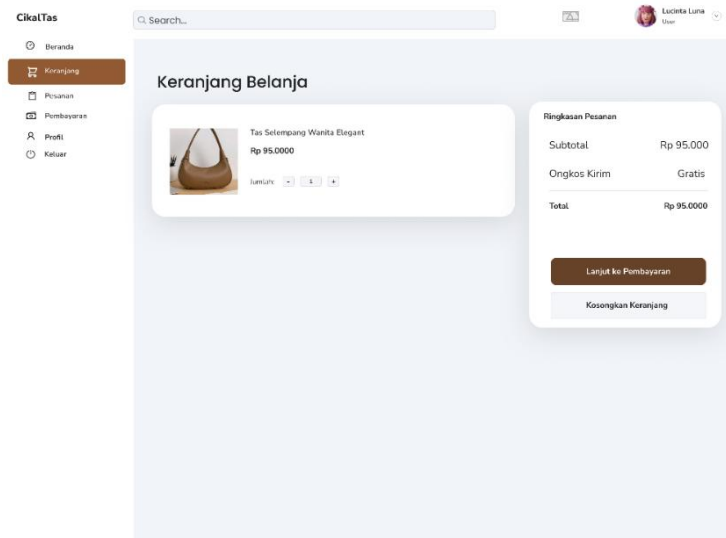 CikalTas
Search...
Lucinta Luna
User
Beranda
Keranjang
Pesanan
Pembayaran
Profil
Keluar
Keranjang Belanja
Tas Selempang Wanita Elegant
Rp 95.0000
Jumlah: - 1 +
Ringkasan Pesanan
Subtotal Rp 95.000
Ongkos Kirim Gratis
Total Rp 95.0000
Lanjut ke Pembayaran
Kosongkan Keranjang